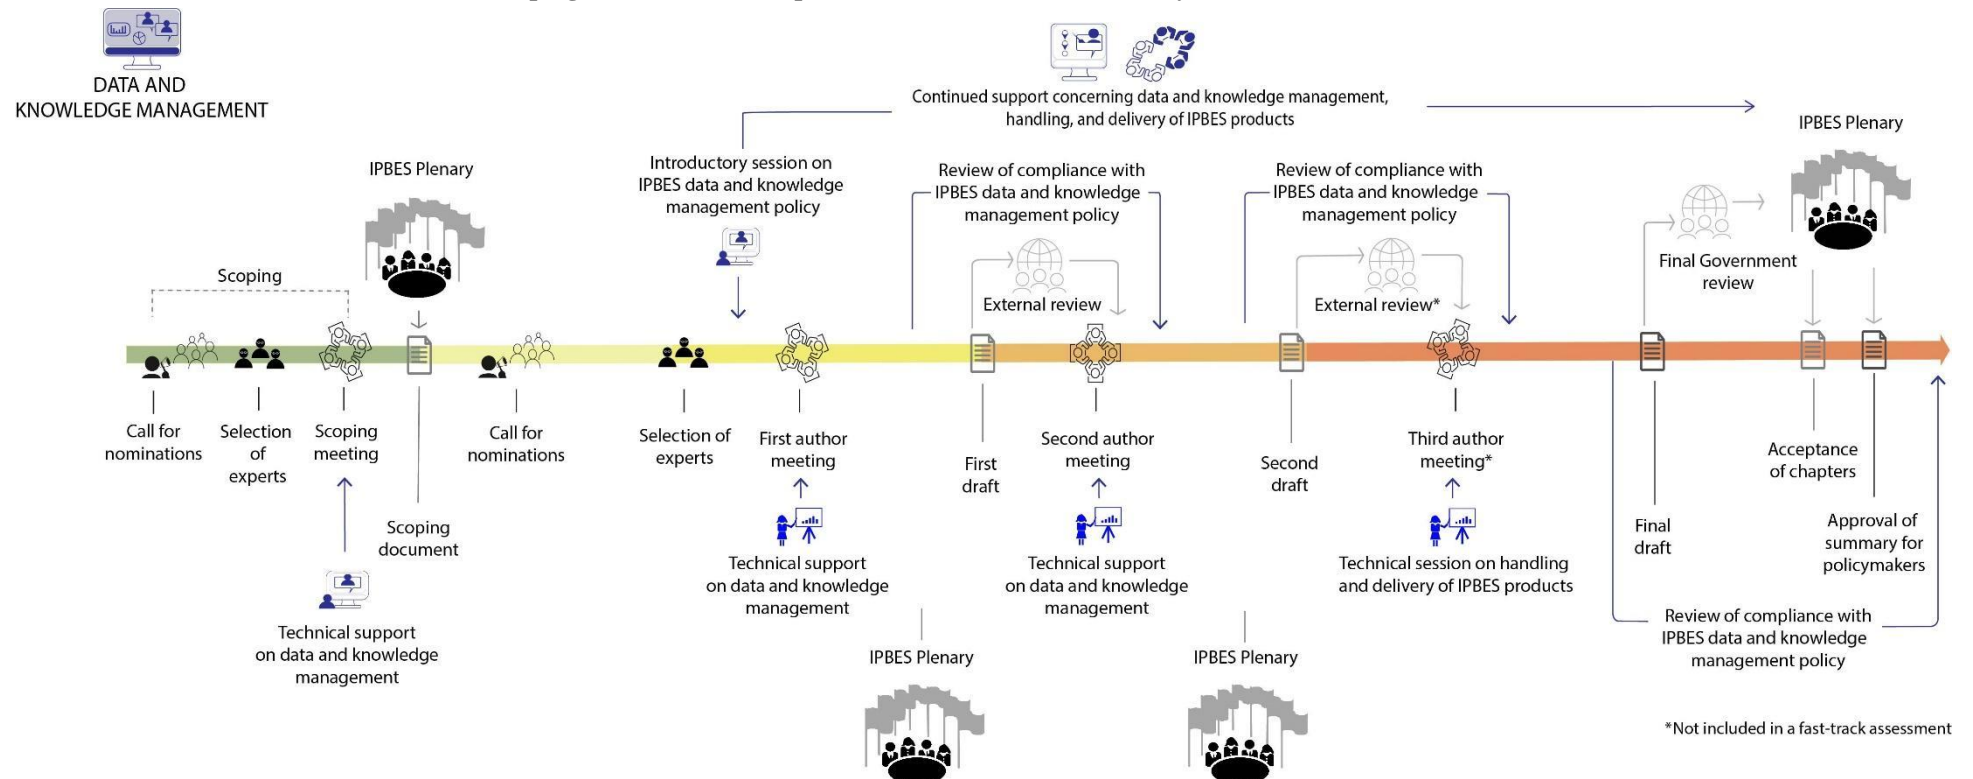 DATA AND
KNOWLEDGE MANAGEMENT
Continued support concerning data and knowledge management,
handling, and delivery of IPBES products
IPBES Plenary
IPBES Plenary
Introductory session on
IPBES data and knowledge
management policy
Review of compliance with
IPBES data and knowledge
management policy
Review of compliance with
IPBES data and knowledge
management policy
Scoping
External review
External review*
Final Government
review
Call for
nominations
Selection
of
experts
Scoping
meeting
Call for
nominations
Selection of
experts
First author
meeting
First
draft
Second author
meeting
Second
draft
Third author
meeting*
Acceptance
of chapters
Scoping
document
Final
draft
Approval of
summary for
policymakers
Technical support
on data and knowledge
management
Technical support
on data and knowledge
management
Technical support
on data and knowledge
management
Technical session on handling
and delivery of IPBES products
Review of compliance with
IPBES data and knowledge
management policy
IPBES Plenary
IPBES Plenary
*Not included in a fast-track assessment